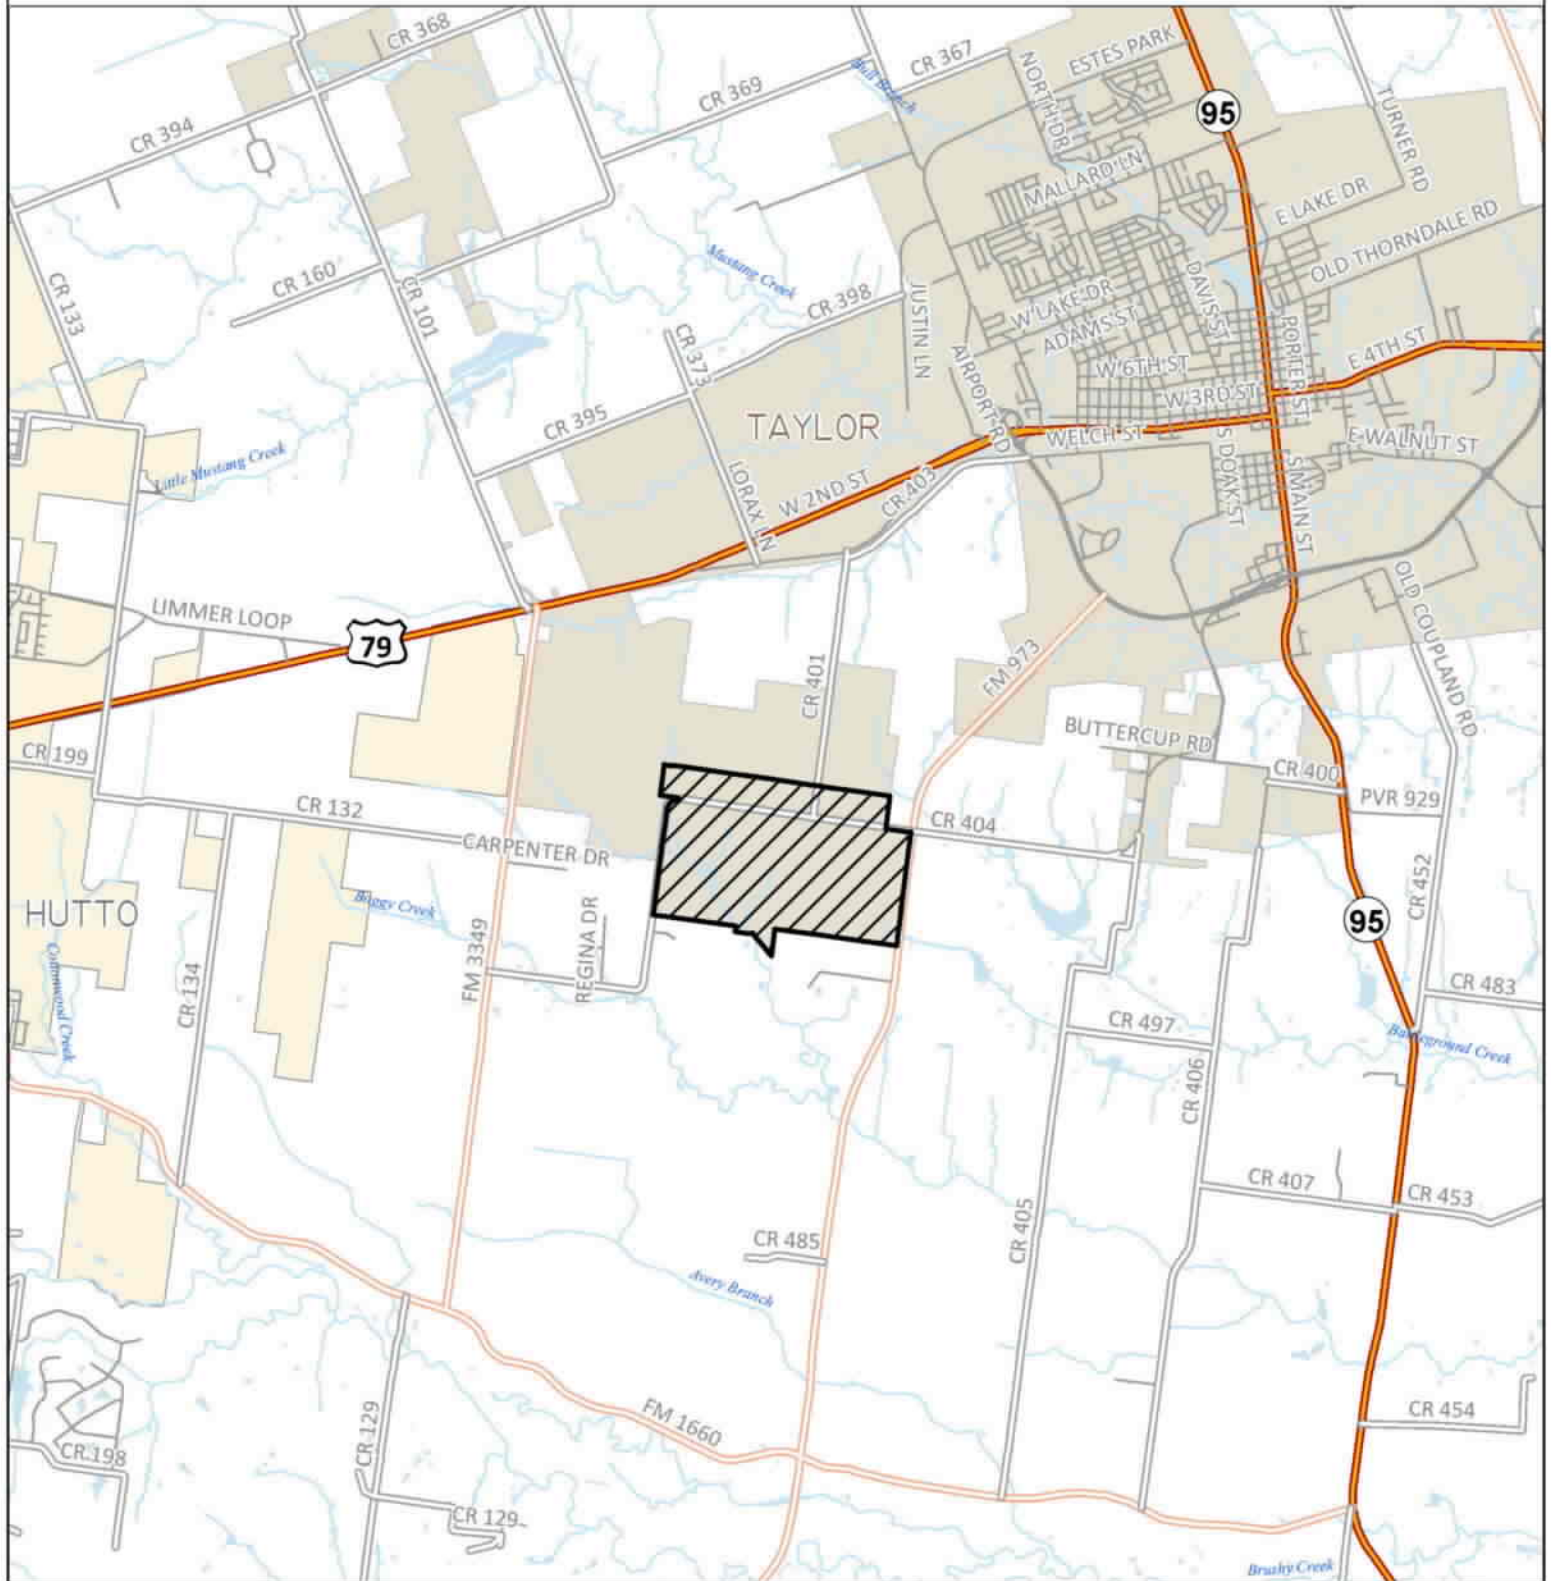 CR 368
CR 367
ESTES PARK
NORTH DR
CR 369
Bull Branch
95
TURNER RD
CR 394
MALLARD LN
E LAKE DR
OLD THORNDALE RD
CR 133
CR 160
CR 101
Mustang Creek
CR 398
JUSTIN LN
W LAKE DR
ADAMS ST
DAVIS ST
PORTER ST
CR 373
AIRPORT RD
W 6TH ST
E 4TH ST
W 3RD ST
CR 395
TAYLOR
WELCH ST
E WALNUT ST
Little Mustang Creek
LORAX LN
W 2ND ST
CR 403
S DOAK ST
S MAIN ST
LIMMER LOOP
79
OLD COUPLAND RD
CR 401
FM 973
BUTTERCUP RD
CR 199
CR 400
PVR 929
CR 132
CARPENTER DR
CR 404
CR 452
HUTTO
Boggy Creek
REGINA DR
FM 3349
95
Cottonwood Creek
CR 134
CR 483
CR 497
Battleground Creek
CR 406
CR 407
CR 453
CR 405
CR 485
Avery Branch
FM 1660
CR 129
CR 454
CR 198
CR 129
Brushy Creek